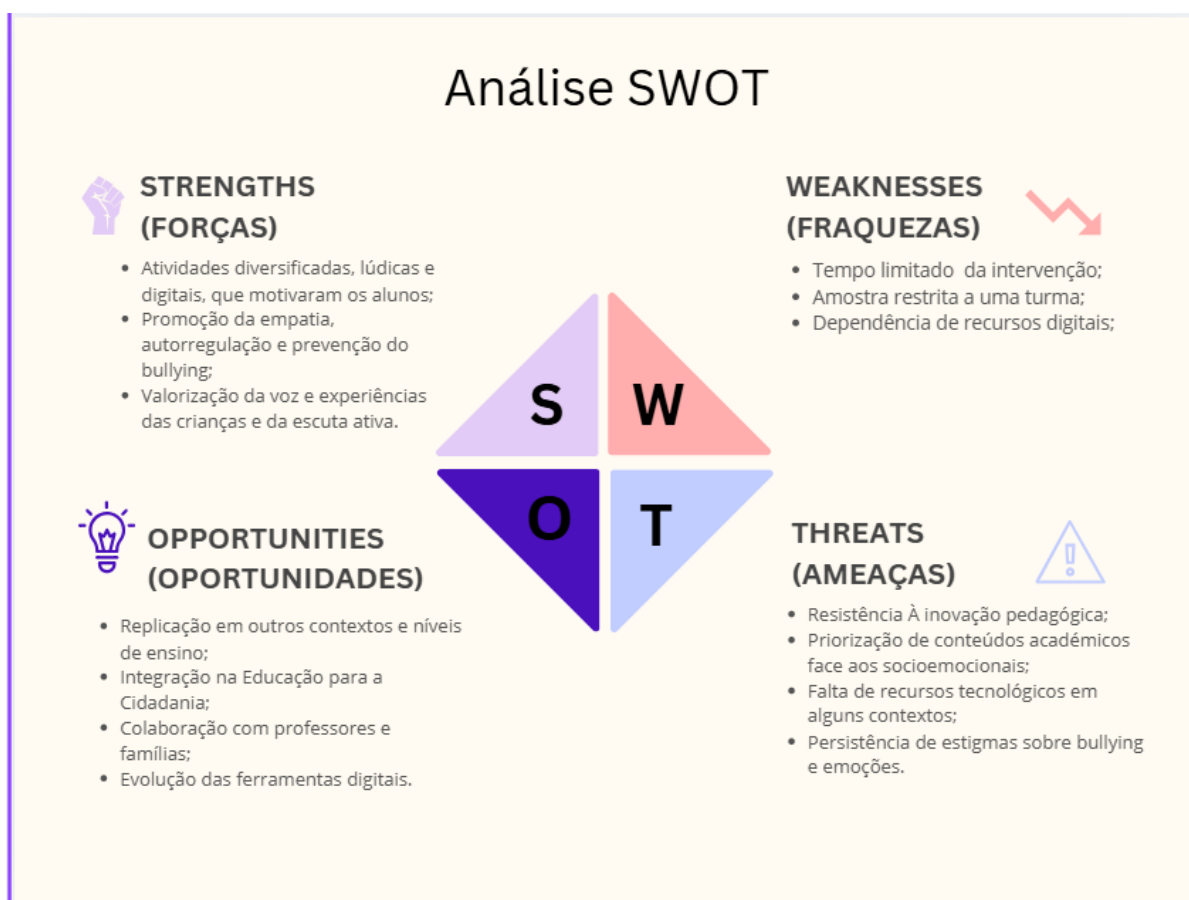 Análise SWOT
STRENGTHS
(FORÇAS)
• Atividades diversificadas, lúdicas e
digitais, que motivaram os alunos;
• Promoção da empatia,
autorregulação e prevenção do
bullying;
• Valorização da voz e experiências
das crianças e da escuta ativa.
WEAKNESSES
(FRAQUEZAS)
• Tempo limitado  da intervenção;
• Amostra restrita a uma turma;
• Dependência de recursos digitais;
S
W
O
T
OPPORTUNITIES
(OPORTUNIDADES)
• Replicação em outros contextos e níveis
de ensino;
• Integração na Educação para a
Cidadania;
• Colaboração com professores e
famílias;
• Evolução das ferramentas digitais.
THREATS
(AMEAÇAS)
• Resistência À inovação pedagógica;
• Priorização de conteúdos académicos
face aos socioemocionais;
• Falta de recursos tecnológicos em
alguns contextos;
• Persistência de estigmas sobre bullying
e emoções.